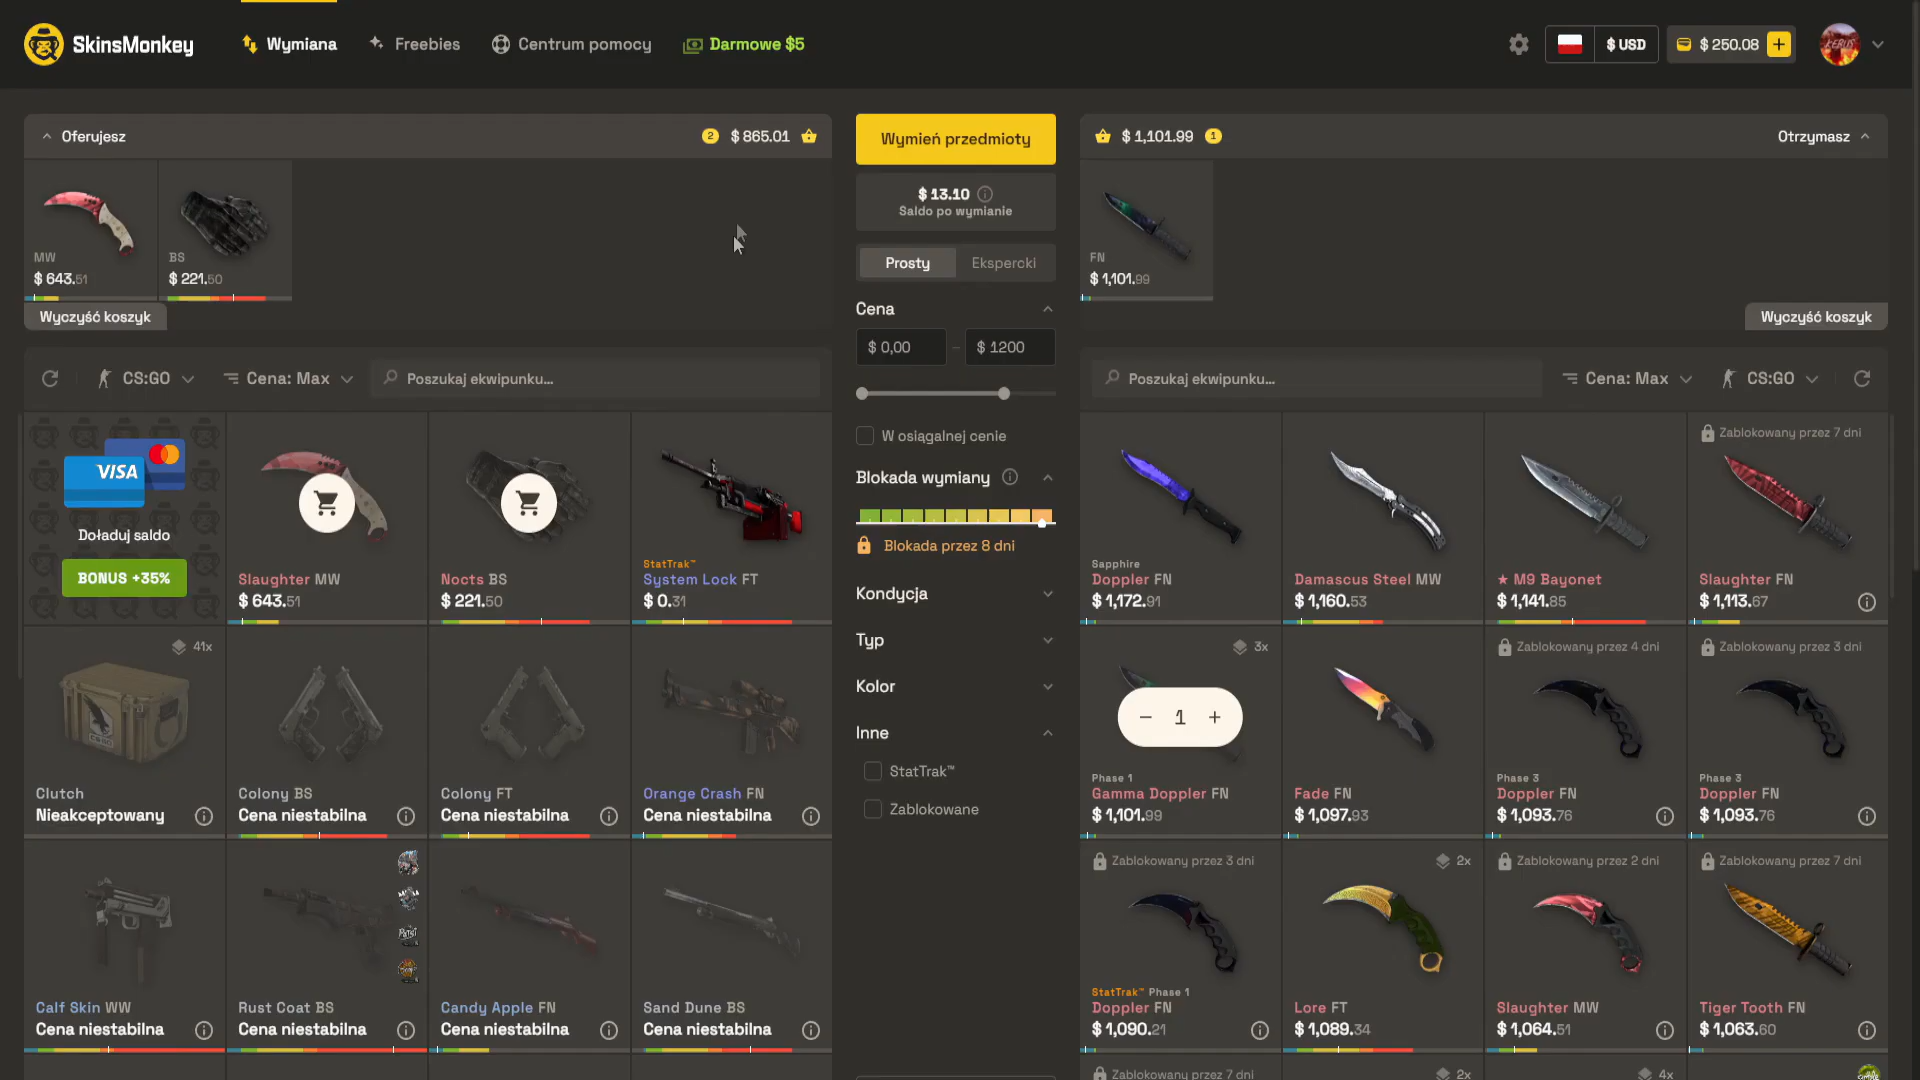 SkinsMonkey
Wymiana
Freebies
Centrum pomocy
Darmowe $5
$ USD
$ 250.08
Oferujesz
2
$ 865.01
MW
$ 643.51
BS
$ 221.50
Wyczyść koszyk
Wymień przedmioty
$ 13.10
Saldo po wymianie
Prosty
Ekspercki
$ 1,101.99
1
Otrzymasz
FN
$ 1,101.99
Wyczyść koszyk
CS:GO
Cena: Max
Poszukaj ekwipunku...
VISA
Doładuj saldo
BONUS +35%
Slaughter MW
$ 643.51
Nocts BS
$ 221.50
StatTrak™
System Lock FT
$ 0.31
41x
Clutch
Nieakceptowany
Colony BS
Cena niestabilna
Colony FT
Cena niestabilna
Orange Crash FN
Cena niestabilna
Calf Skin WW
Cena niestabilna
Rust Coat BS
Cena niestabilna
Candy Apple FN
Cena niestabilna
Sand Dune BS
Cena niestabilna
Cena
$ 0,00
–
$ 1200
W osiągalnej cenie
Blokada wymiany
Blokada przez 8 dni
Kondycja
Typ
Kolor
Inne
StatTrak™
Zablokowane
Poszukaj ekwipunku...
Cena: Max
CS:GO
Sapphire
Doppler FN
$ 1,172.91
Damascus Steel MW
$ 1,160.53
★ M9 Bayonet
$ 1,141.85
Zablokowany przez 7 dni
Slaughter FN
$ 1,113.67
3x
− 1 +
Phase 1
Gamma Doppler FN
$ 1,101.99
Fade FN
$ 1,097.93
Zablokowany przez 4 dni
Phase 3
Doppler FN
$ 1,093.76
Zablokowany przez 3 dni
Phase 3
Doppler FN
$ 1,093.76
Zablokowany przez 3 dni
StatTrak™ Phase 1
Doppler FN
$ 1,090.21
2x
Lore FT
$ 1,089.34
Zablokowany przez 2 dni
Slaughter MW
$ 1,064.51
Zablokowany przez 7 dni
Tiger Tooth FN
$ 1,063.60
Zablokowany przez 7 dni
2x
4x